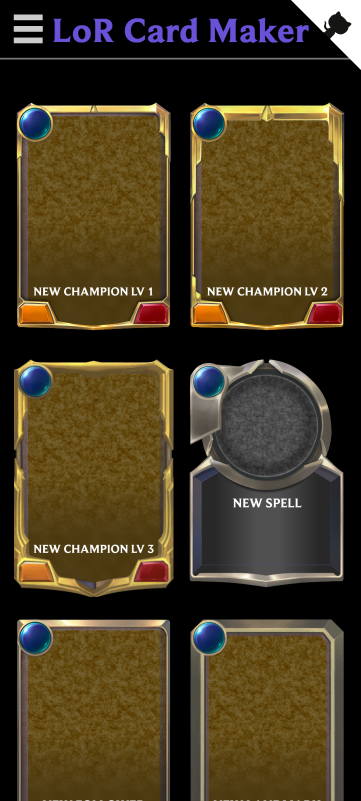 LoR Card Maker
NEW CHAMPION LV 1
NEW CHAMPION LV 2
NEW CHAMPION LV 3
NEW SPELL